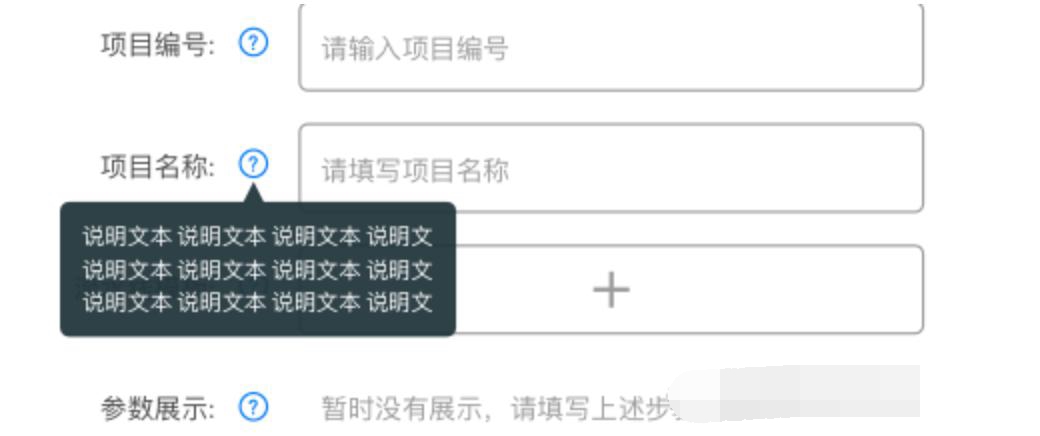 项目编号: ?
请输入项目编号
项目名称: ?
请填写项目名称
说明文本 说明文本 说明文本 说明文
说明文本 说明文本 说明文本 说明文
说明文本 说明文本 说明文本 说明文
+
参数展示: ?
暂时没有展示，请填写上述步